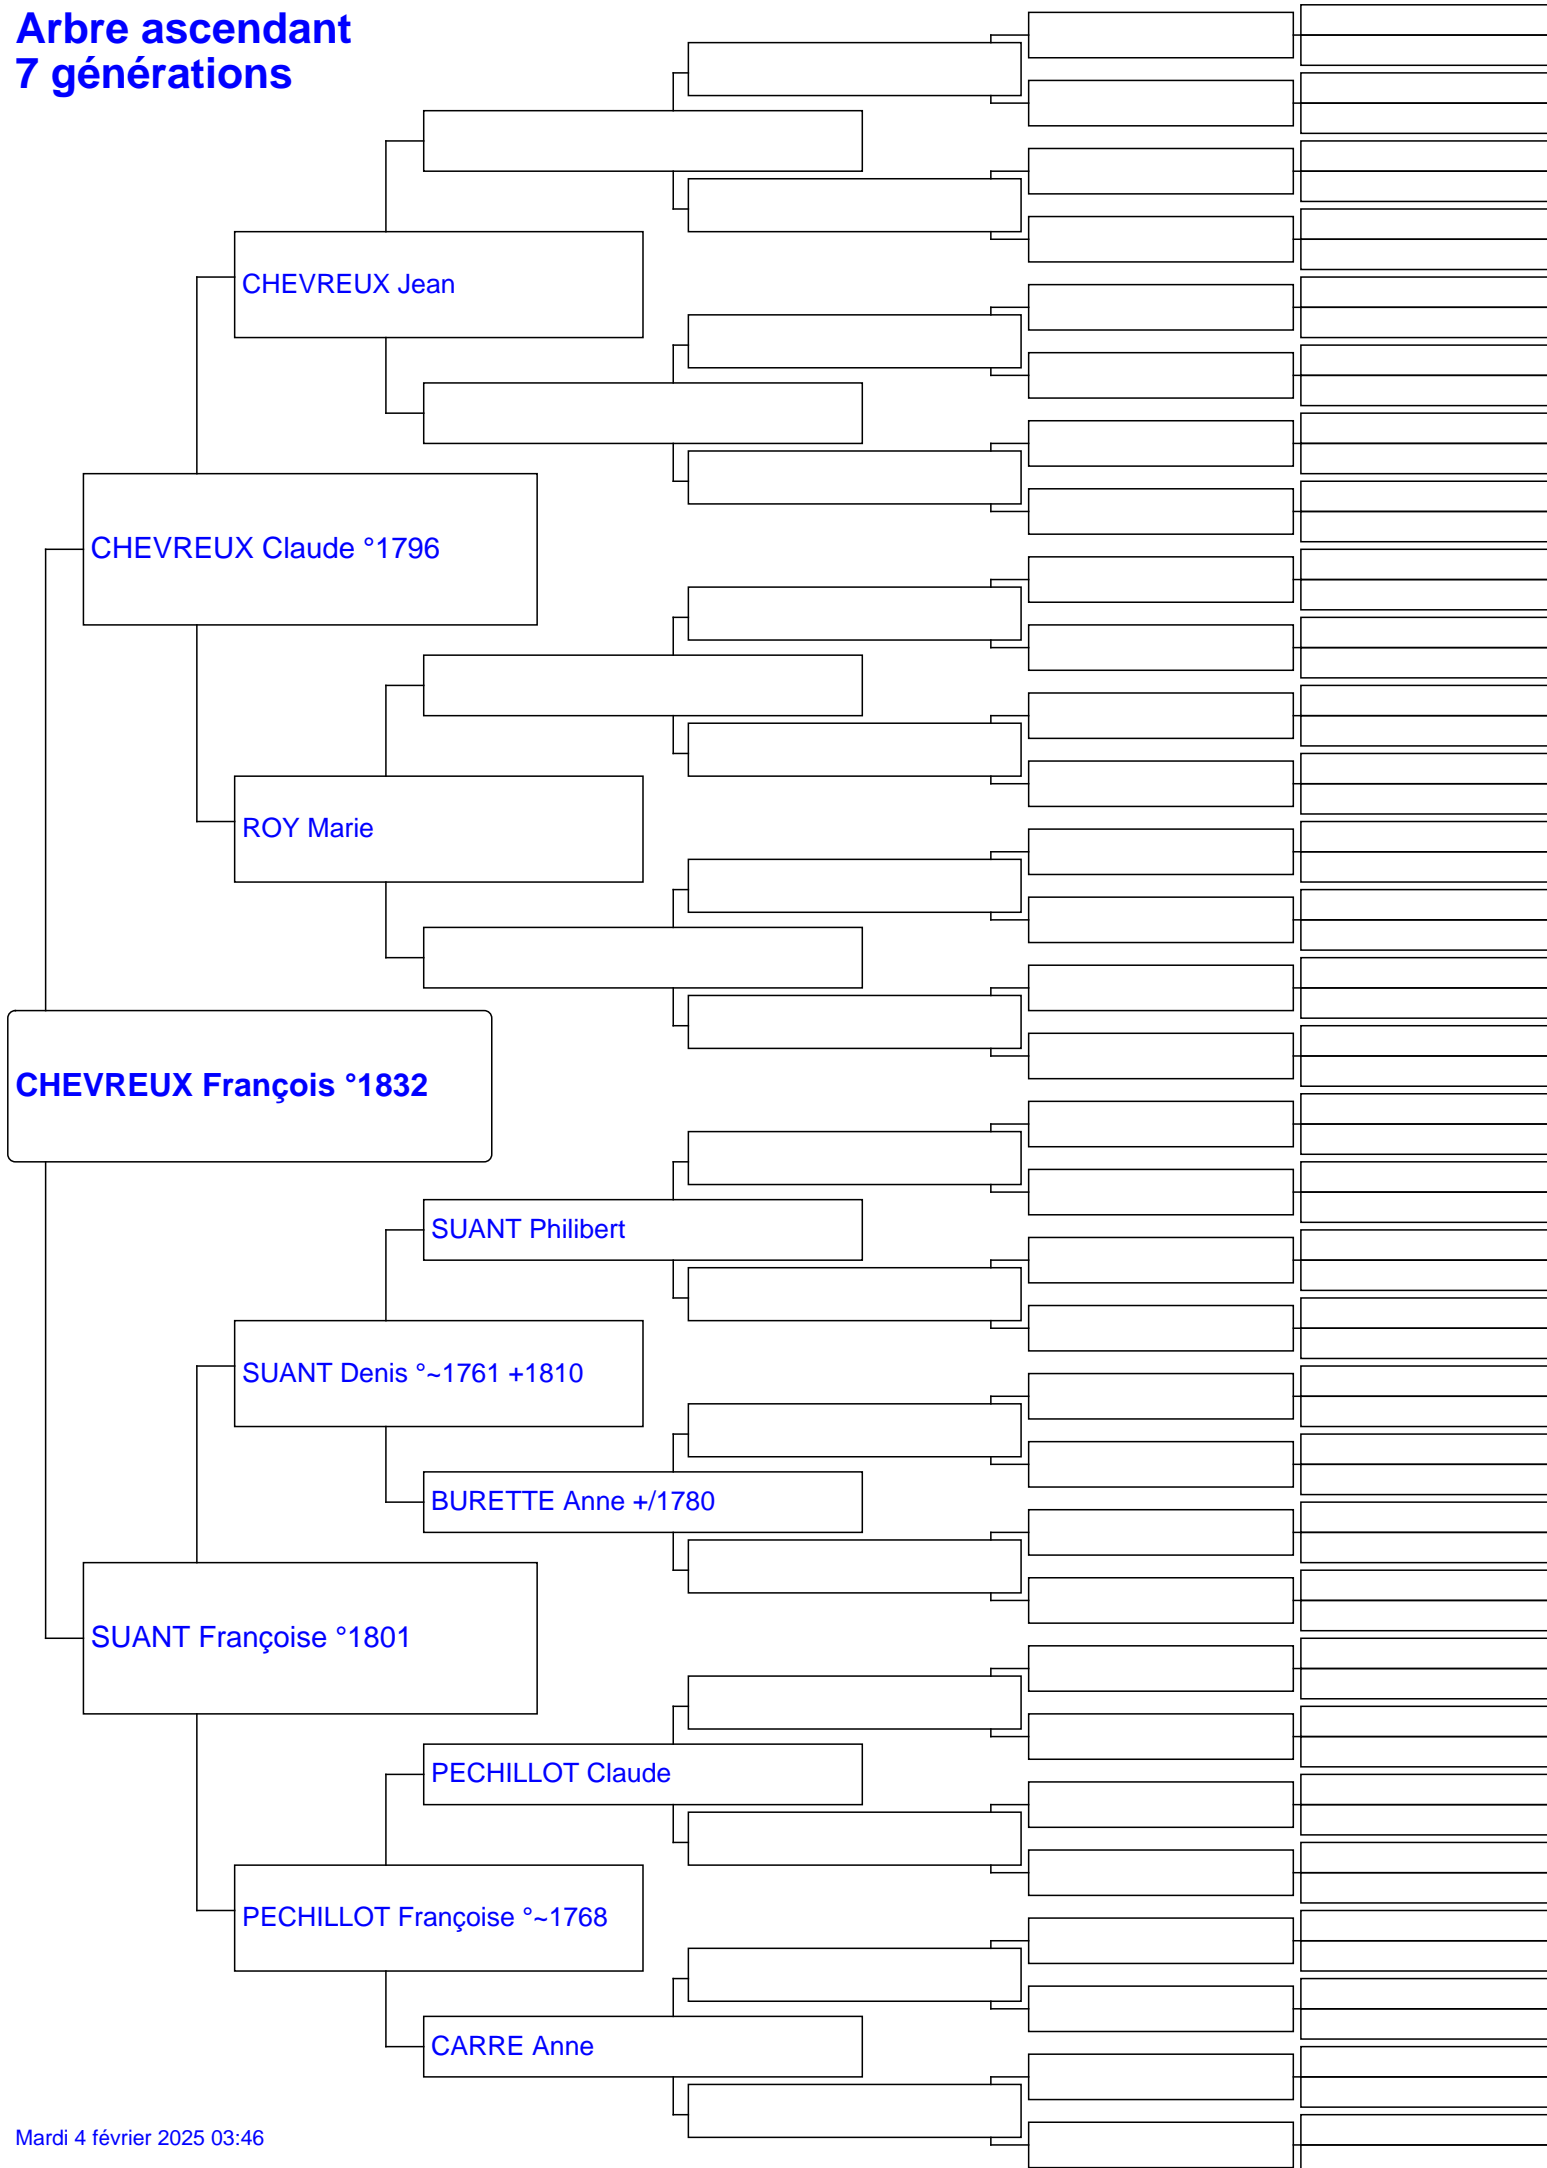 Arbre ascendant
7 générations
CHEVREUX Jean
CHEVREUX Claude °1796
ROY Marie
CHEVREUX François °1832
SUANT Philibert
SUANT Denis °~1761 +1810
BURETTE Anne +/1780
SUANT Françoise °1801
PECHILLOT Claude
PECHILLOT Françoise °~1768
CARRE Anne
Mardi 4 février 2025 03:46